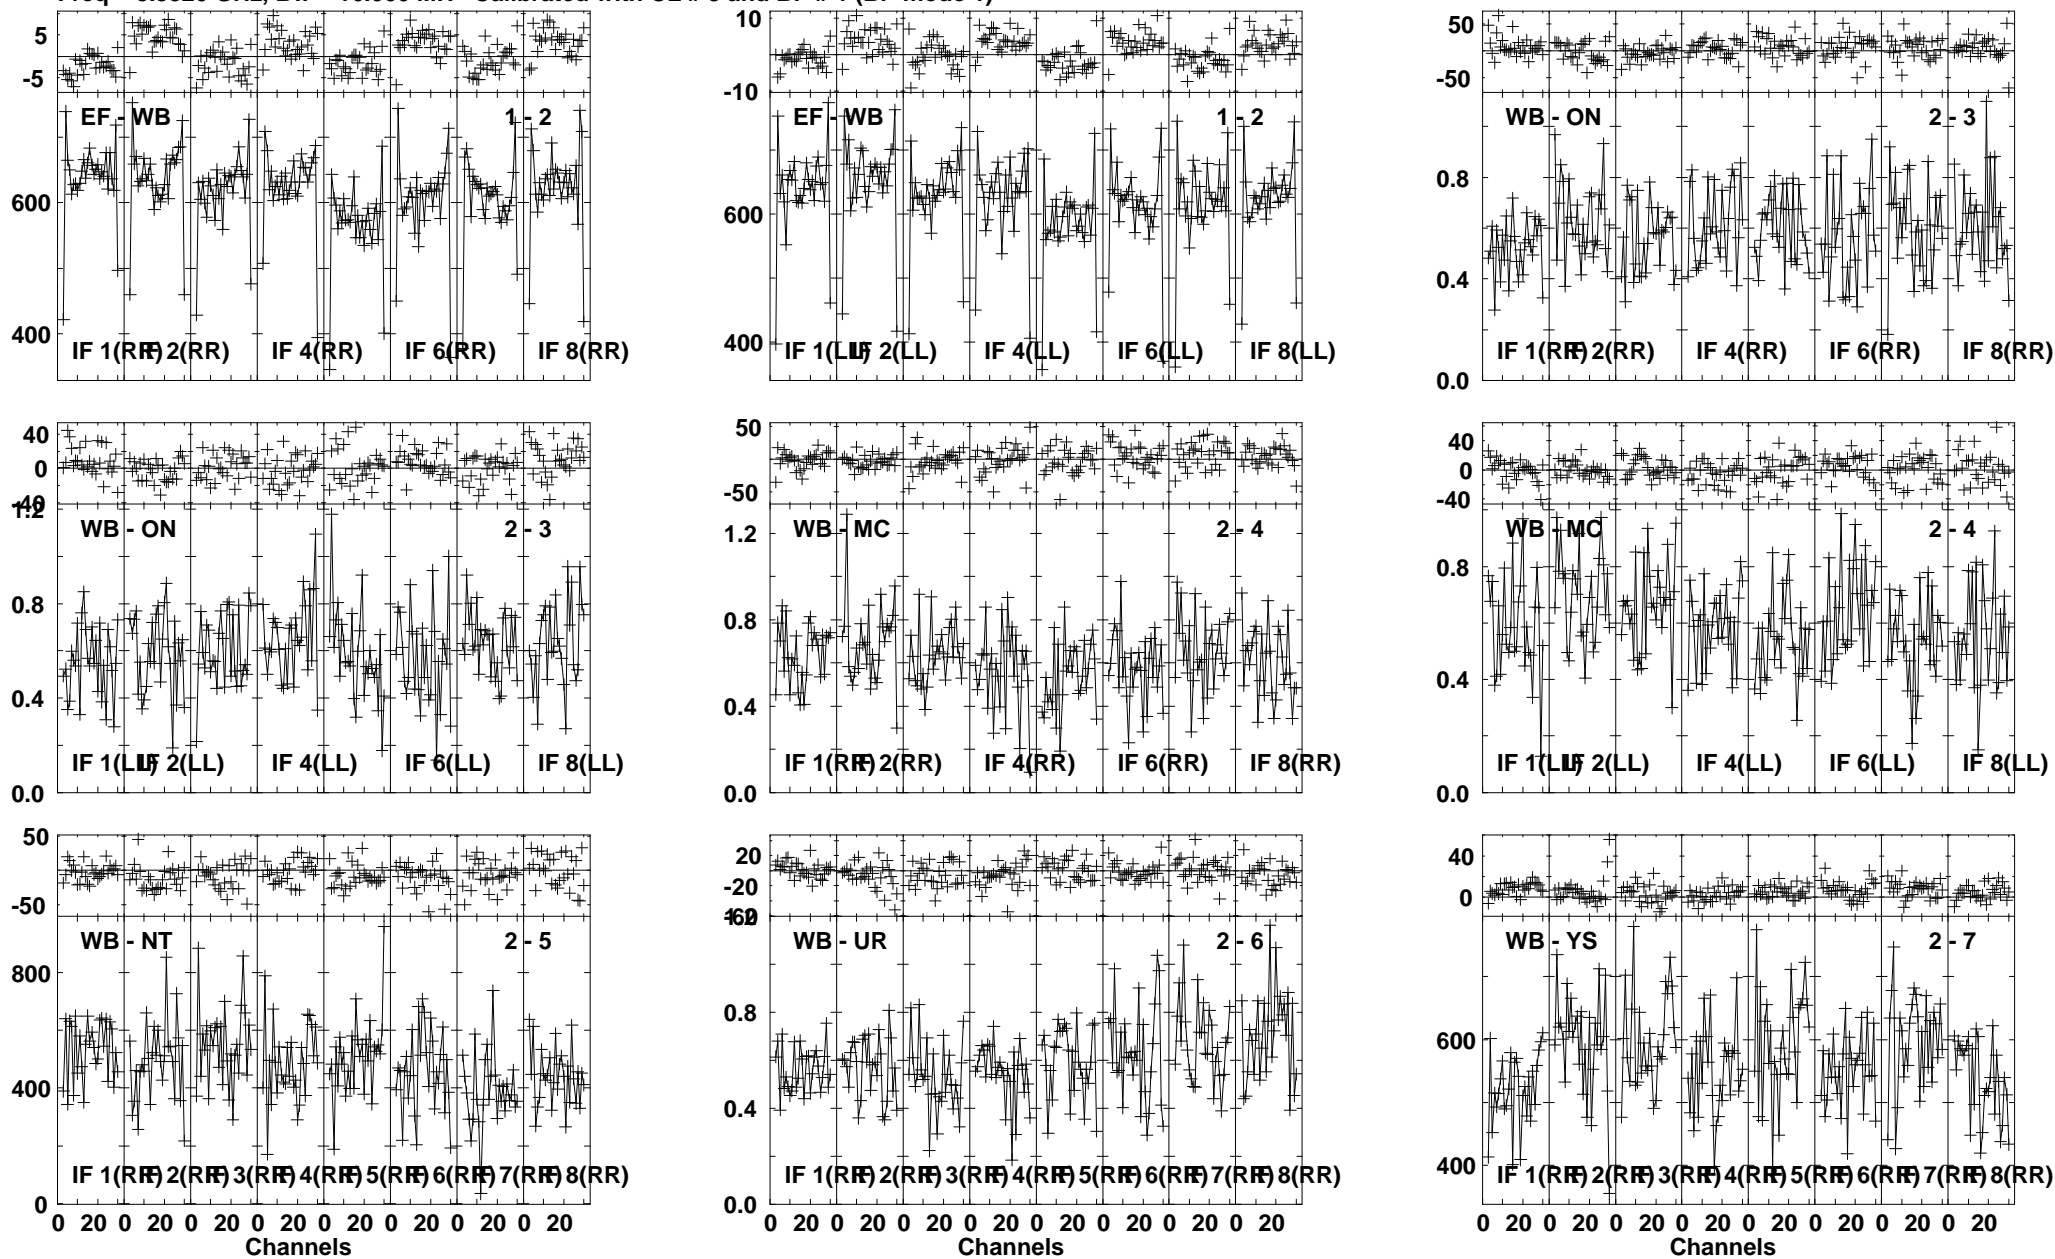 5
-5
EF - WB
1 - 2
600
400
IF 1(RR)
IF 2(RR)
IF 4(RR)
IF 6(RR)
IF 8(RR)
10
-10
EF - WB
1 - 2
600
400
IF 1(LL)
IF 2(LL)
IF 4(LL)
IF 6(LL)
IF 8(LL)
50
-50
WB - ON
2 - 3
0.8
0.4
0.0
IF 1(RR)
IF 2(RR)
IF 4(RR)
IF 6(RR)
IF 8(RR)
40
0
-40
1.2
WB - ON
2 - 3
0.8
0.4
0.0
IF 1(LL)
IF 2(LL)
IF 4(LL)
IF 6(LL)
IF 8(LL)
50
-50
WB - MC
2 - 4
1.2
0.8
0.4
0.0
IF 1(RR)
IF 2(RR)
IF 4(RR)
IF 6(RR)
IF 8(RR)
40
0
-40
WB - MC
2 - 4
0.8
0.4
0.0
IF 1(LL)
IF 2(LL)
IF 4(LL)
IF 6(LL)
IF 8(LL)
50
-50
WB - NT
2 - 5
800
400
0
IF 1(RR)
IF 2(RR)
IF 3(RR)
IF 4(RR)
IF 5(RR)
IF 6(RR)
IF 7(RR)
IF 8(RR)
0 20 0 20 0 20 0 20 0 20 0 20 0 20 0 20
Channels
20
-20
-60
1.2
WB - UR
2 - 6
0.8
0.4
0.0
IF 1(RR)
IF 2(RR)
IF 3(RR)
IF 4(RR)
IF 5(RR)
IF 6(RR)
IF 7(RR)
IF 8(RR)
0 20 0 20 0 20 0 20 0 20 0 20 0 20 0 20
Channels
40
0
WB - YS
2 - 7
600
400
IF 1(RR)
IF 2(RR)
IF 3(RR)
IF 4(RR)
IF 5(RR)
IF 6(RR)
IF 7(RR)
IF 8(RR)
0 20 0 20 0 20 0 20 0 20 0 20 0 20 0 20
Channels